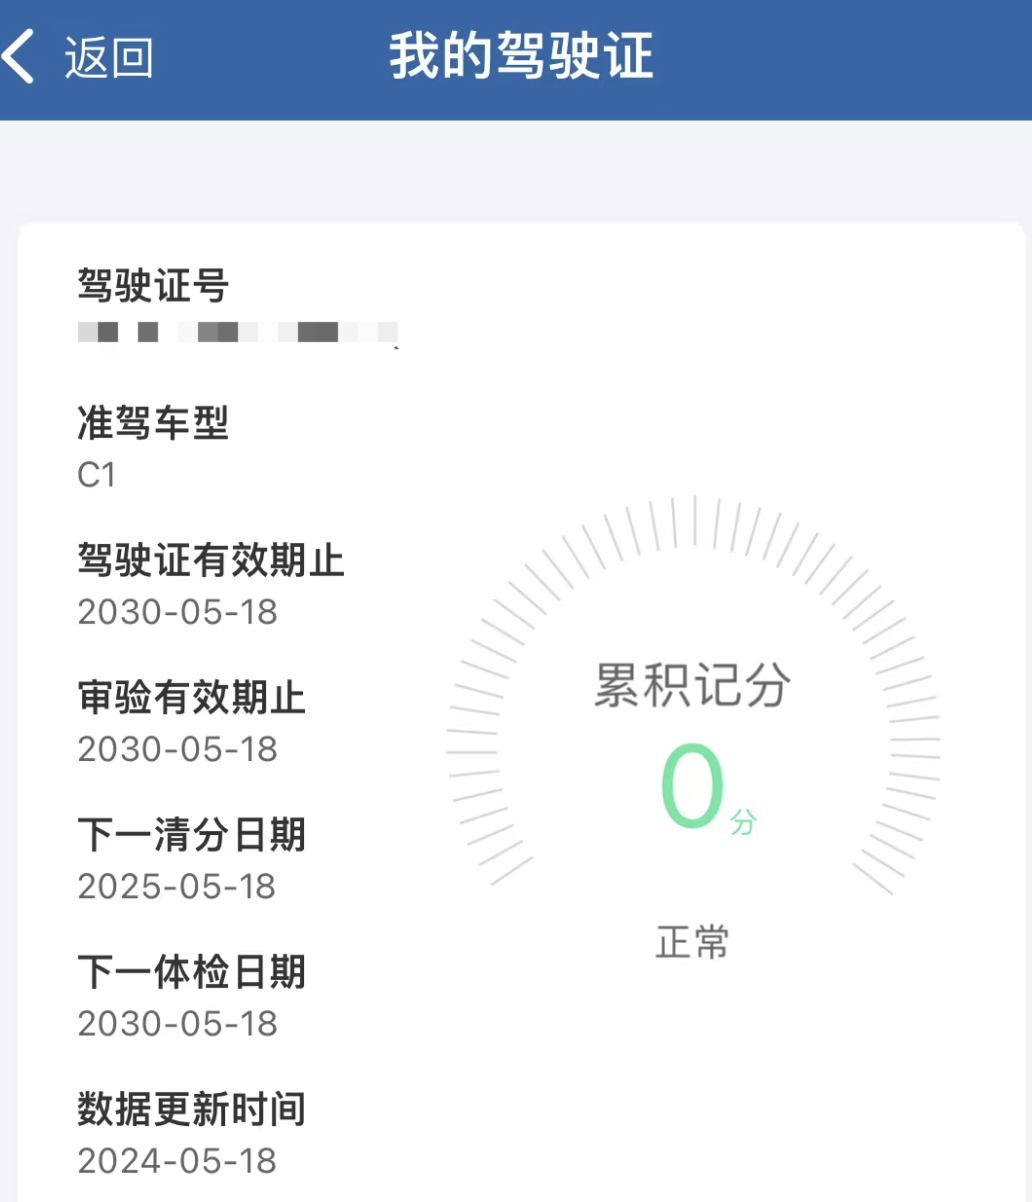 返回
我的驾驶证
驾驶证号
准驾车型
C1
驾驶证有效期止
2030-05-18
审验有效期止
2030-05-18
下一清分日期
2025-05-18
下一体检日期
2030-05-18
数据更新时间
2024-05-18
累积记分
0分
正常